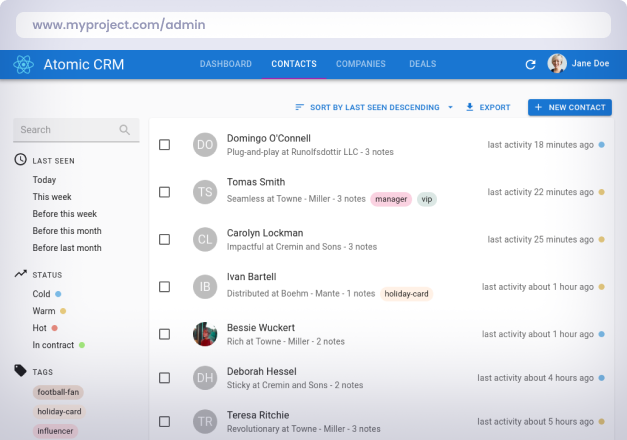 www.myproject.com/admin
Atomic CRM
DASHBOARD
CONTACTS
COMPANIES
DEALS
Jane Doe
SORT BY LAST SEEN DESCENDING
EXPORT
+ NEW CONTACT
Search
LAST SEEN
Today
This week
Before this week
Before this month
Before last month
STATUS
Cold
Warm
Hot
In contract
TAGS
football-fan
holiday-card
influencer
DO
Domingo O'Connell
Plug-and-play at Runolfsdottir LLC - 3 notes
last activity 18 minutes ago
TS
Tomas Smith
Seamless at Towne - Miller - 3 notes manager vip
last activity 22 minutes ago
CL
Carolyn Lockman
Impactful at Cremin and Sons - 3 notes
last activity 25 minutes ago
IB
Ivan Bartell
Distributed at Boehm - Mante - 1 notes holiday-card
last activity about 1 hour ago
Bessie Wuckert
Rich at Towne - Miller - 2 notes
last activity about 1 hour ago
DH
Deborah Hessel
Sticky at Cremin and Sons - 2 notes
last activity about 4 hours ago
TR
Teresa Ritchie
Revolutionary at Towne - Miller - 3 notes
last activity about 5 hours ago